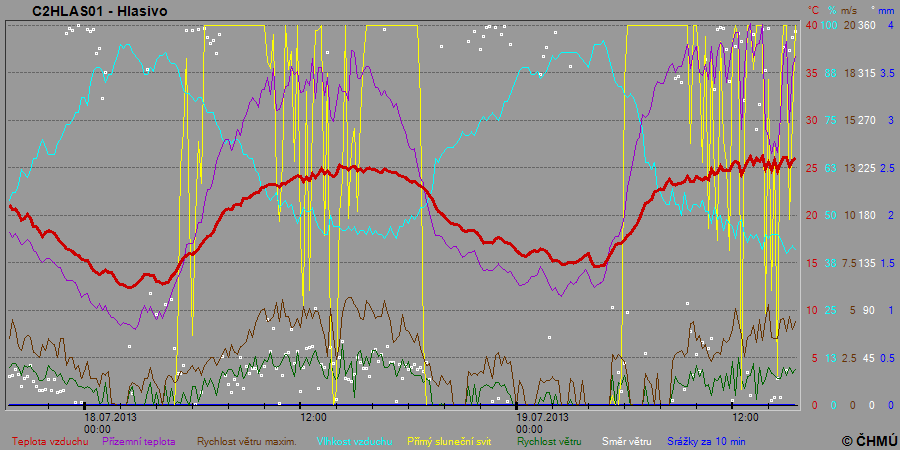 C2HLAS01 - Hlasivo
°C % m/s ° mm
40 100 20 360 4
35 88 18 315 3.5
30 75 15 270 3
25 63 13 225 2.5
20 50 10 180 2
15 38 7.5 135 1.5
10 25 5 90 1
5 13 2.5 45 0.5
0 0 0 0 0
18.07.2013 12:00 19.07.2013 12:00
00:00 00:00
Teplota vzduchu Přízemní teplota Rychlost větru maxim. Vlhkost vzduchu Přímý sluneční svit Rychlost větru Směr větru Srážky za 10 min © ČHMÚ